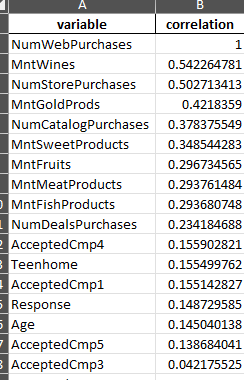 A B
variable correlation
NumWebPurchases 1
MntWines 0.542264781
NumStorePurchases 0.502713413
MntGoldProds 0.4218359
NumCatalogPurchases 0.378375549
MntSweetProducts 0.348544283
MntFruits 0.296734565
MntMeatProducts 0.293761484
MntFishProducts 0.293680748
NumDealsPurchases 0.234184688
AcceptedCmp4 0.155902821
Teenhome 0.155499762
AcceptedCmp1 0.155142827
Response 0.148729585
Age 0.145040138
AcceptedCmp5 0.138684041
AcceptedCmp3 0.042175525